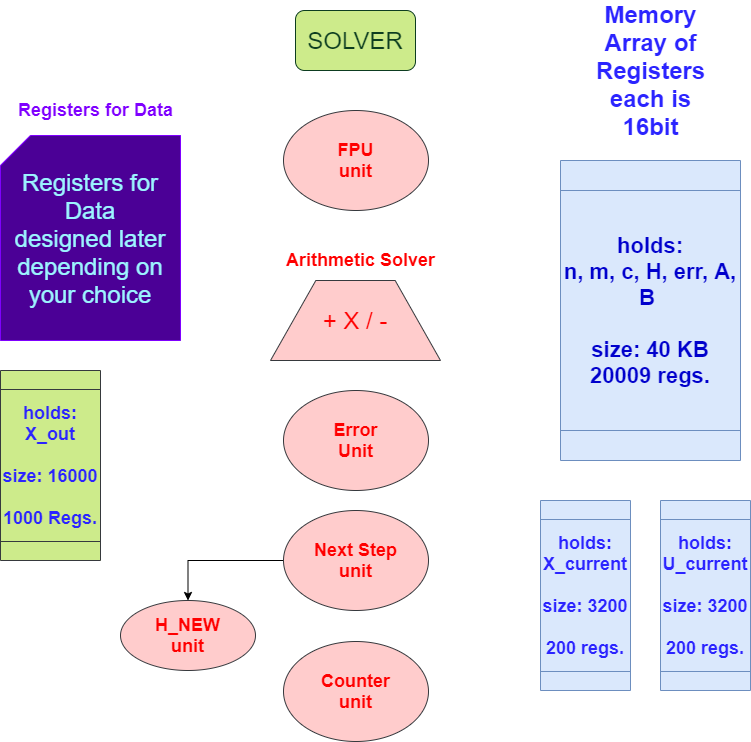 SOLVER
Memory
Array of
Registers
each is
16bit
Registers for Data
Registers for
Data
designed later
depending on
your choice
FPU
unit
Arithmetic Solver
+ X / -
holds:
n, m, c, H, err, A,
B
size: 40 KB
20009 regs.
holds:
X_out
size: 16000
1000 Regs.
Error
Unit
Next Step
unit
H_NEW
unit
Counter
unit
holds:
X_current
size: 3200
200 regs.
holds:
U_current
size: 3200
200 regs.